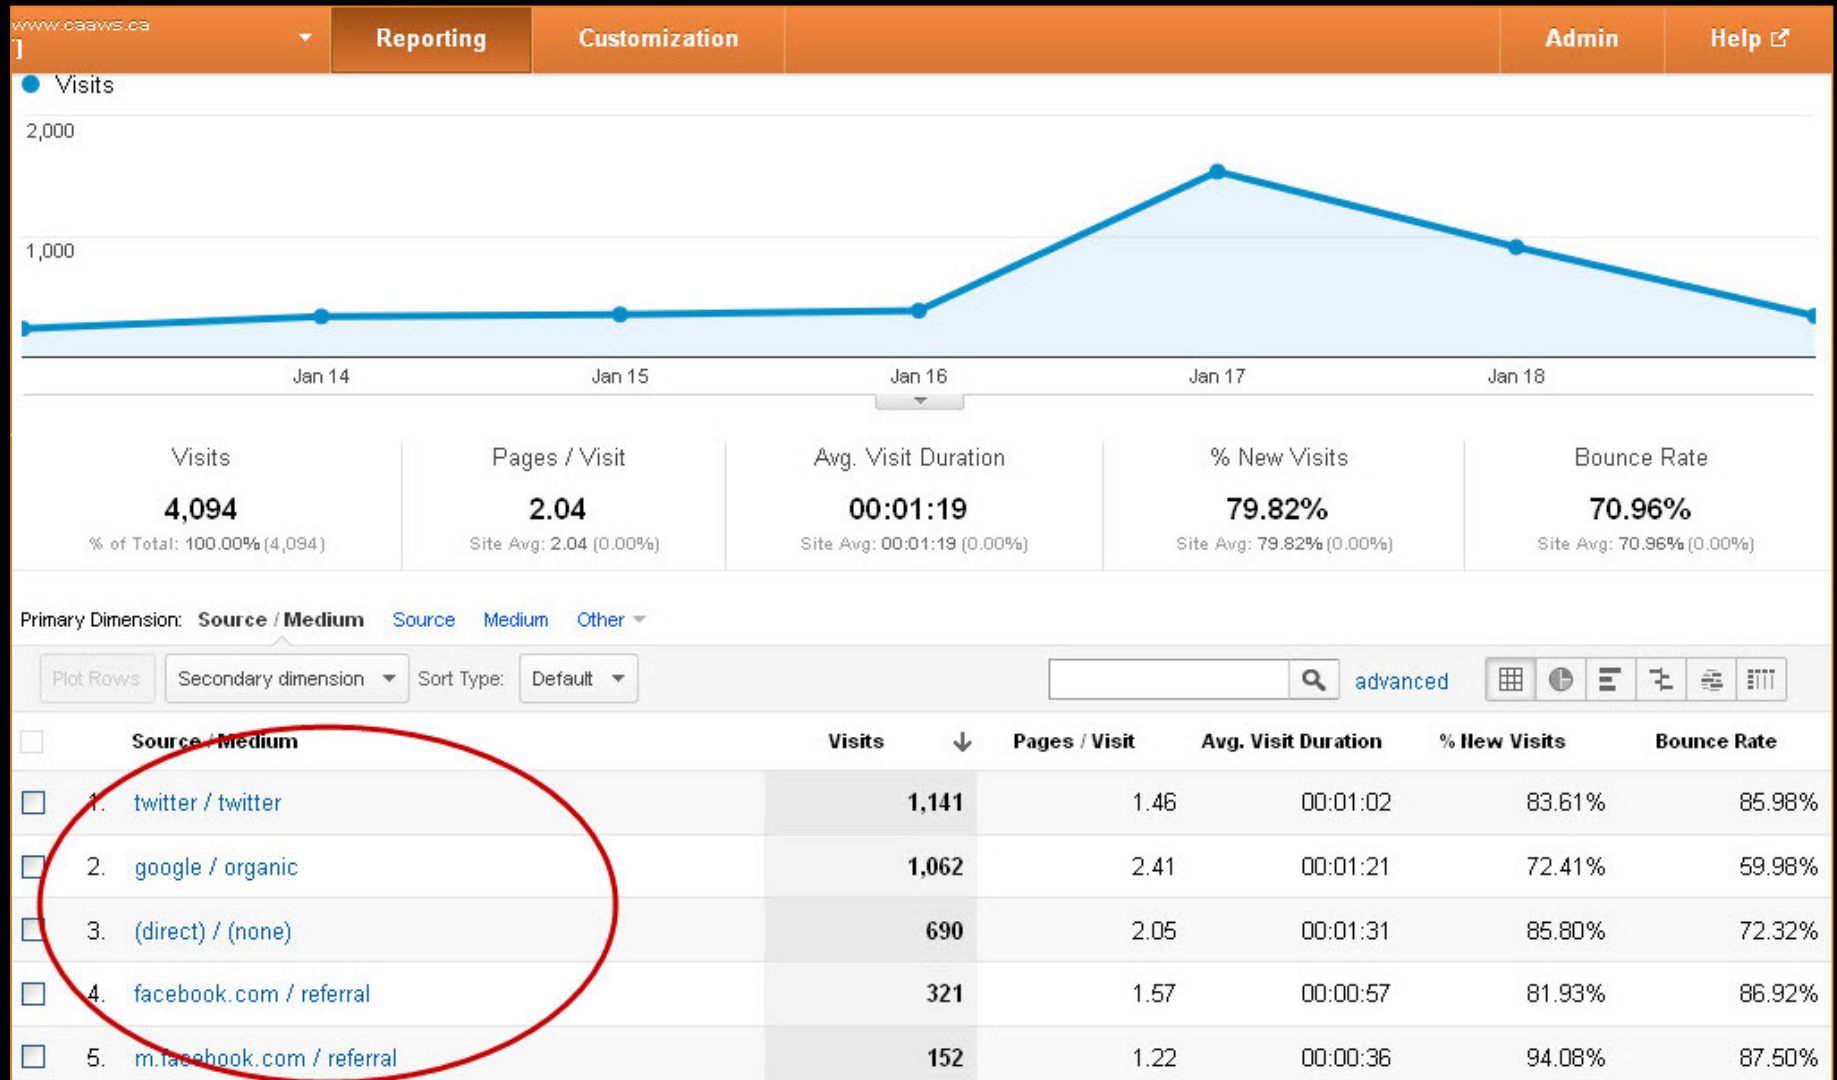 www.caaws.ca
]
Reporting
Customization
Admin
Help
Visits
2,000
1,000
Jan 14
Jan 15
Jan 16
Jan 17
Jan 18
Visits
Pages / Visit
Avg. Visit Duration
% New Visits
Bounce Rate
4,094
2.04
00:01:19
79.82%
70.96%
% of Total: 100.00% (4,094)
Site Avg: 2.04 (0.00%)
Site Avg: 00:01:19 (0.00%)
Site Avg: 79.82% (0.00%)
Site Avg: 70.96% (0.00%)
Primary Dimension: Source / Medium Source Medium Other
Plot Rows Secondary dimension Sort Type: Default advanced
Source / Medium Visits Pages / Visit Avg. Visit Duration % New Visits Bounce Rate
1. twitter / twitter 1,141 1.46 00:01:02 83.61% 85.98%
2. google / organic 1,062 2.41 00:01:21 72.41% 59.98%
3. (direct) / (none) 690 2.05 00:01:31 85.80% 72.32%
4. facebook.com / referral 321 1.57 00:00:57 81.93% 86.92%
5. m.facebook.com / referral 152 1.22 00:00:36 94.08% 87.50%